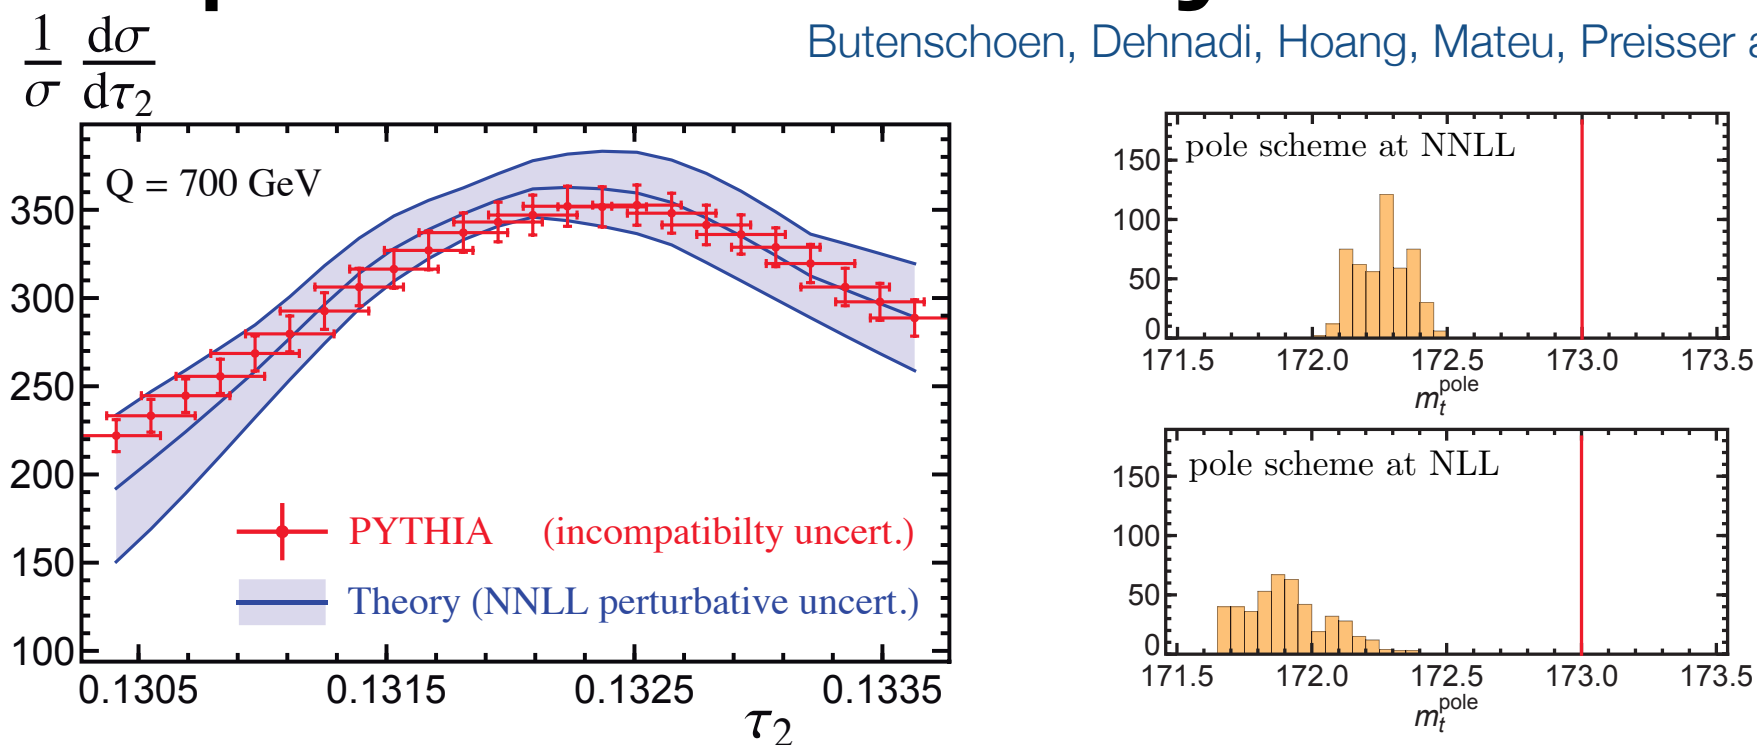 Butenschoen, Dehnadi, Hoang, Mateu, Preisser
1/σ dσ/dτ₂
Q = 700 GeV
350
300
250
200
150
100
PYTHIA (incompatibilty uncert.)
Theory (NNLL perturbative uncert.)
0.1305 0.1315 0.1325 0.1335
τ₂
pole scheme at NNLL
150
100
50
0
171.5 172.0 172.5 173.0 173.5
m_t^pole
pole scheme at NLL
150
100
50
0
171.5 172.0 172.5 173.0 173.5
m_t^pole